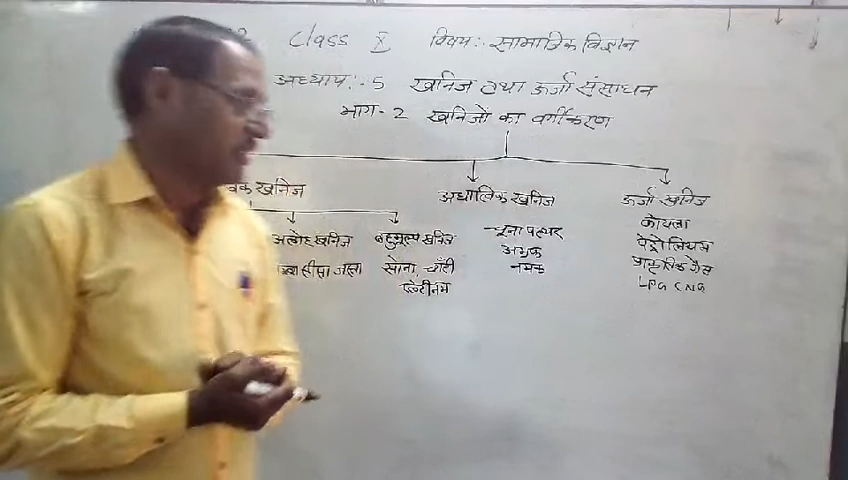 Class X विषय:- सामाजिक विज्ञान
अध्याय:- 5 खनिज तथा ऊर्जा संसाधन
भाग- 2 खनिजों का वर्गीकरण
खनिज अधात्विक खनिज ऊर्जा खनिज
अलौह खनिज बहुमूल्य खनिज चूना पत्थर कोयला
सीसा जस्ता सोना, चाँदी अभ्रक पेट्रोलियम
प्लेटीनम नमक प्राकृतिक गैस
LPG CNG